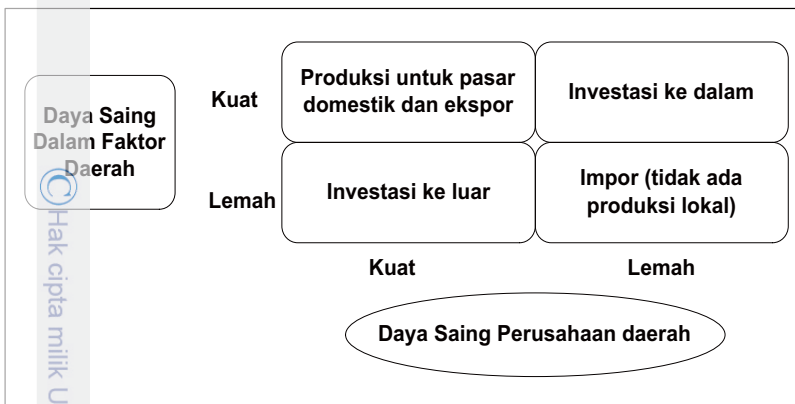 Daya Saing
Dalam Faktor
Daerah
Kuat
Produksi untuk pasar
domestik dan ekspor
Investasi ke dalam
Lemah
Investasi ke luar
Impor (tidak ada
produksi lokal)
Kuat
Lemah
Daya Saing Perusahaan daerah
©Hak cipta milik U